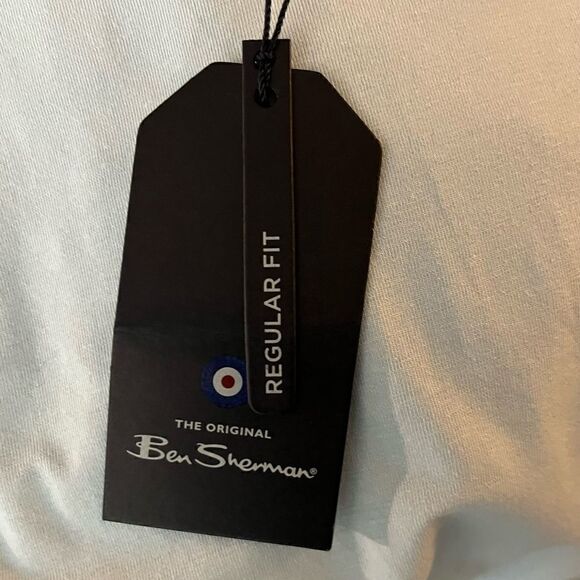 REGULAR FIT
THE ORIGINAL
Ben Sherman®